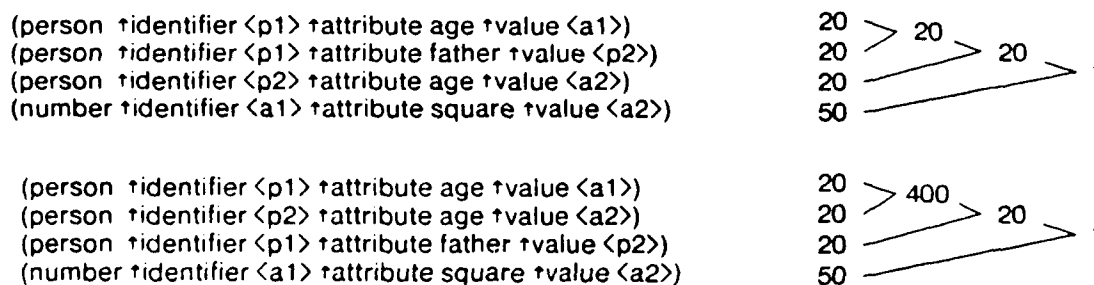 (person ↑identifier <p1> ↑attribute age ↑value <a1>) 20
(person ↑identifier <p1> ↑attribute father ↑value <p2>) 20 20
(person ↑identifier <p2> ↑attribute age ↑value <a2>) 20 20
(number ↑identifier <a1> ↑attribute square ↑value <a2>) 50
(person ↑identifier <p1> ↑attribute age ↑value <a1>) 20
(person ↑identifier <p2> ↑attribute age ↑value <a2>) 20 400
(person ↑identifier <p1> ↑attribute father ↑value <p2>) 20 20
(number ↑identifier <a1> ↑attribute square ↑value <a2>) 50